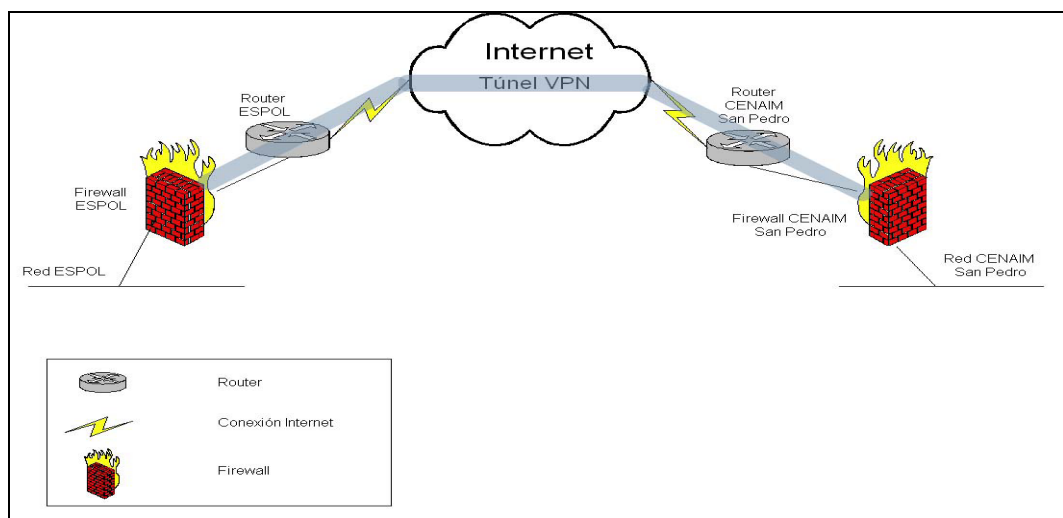 Internet
Túnel VPN
Router
ESPOL
Router
CENAIM
San Pedro
Firewall
ESPOL
Firewall CENAIM
San Pedro
Red ESPOL
Red CENAIM
San Pedro
Router
Conexión Internet
Firewall